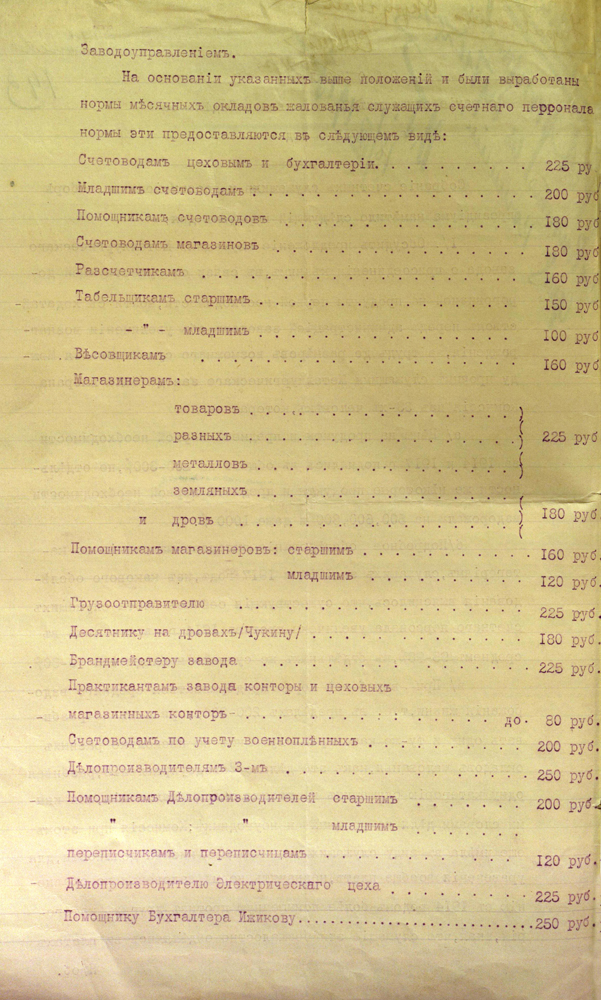 Заводоуправленіемъ.
На основаніи указанныхъ выше положеній и были выработаны
нормы мѣсячныхъ окладовъ жалованья служащихъ счетнаго перронала
нормы эти предоставляются въ слѣдующемъ видѣ:
Счетоводамъ цеховымъ и бухгалтеріи. . . . . . . . . . 225 ру
Младшимъ счетоводамъ . . . . . . . . . . . . . . . 200 руб
Помощникамъ счетоводовъ . . . . . . . . . . . . . . 180 руб
Счетоводамъ магазиновъ . . . . . . . . . . . . . . 180 руб
Разсчетчикамъ . . . . . . . . . . . . . . . . . 160 руб
Табельщикамъ старшимъ . . . . . . . . . . . . . . 150 руб
- " - младшимъ . . . . . . . . . . . . . . 100 руб
Вѣсовщикамъ . . . . . . . . . . . . . . . . . 160 руб
Магазинерамъ:
товаровъ . . . . . . . . . . . . . .
разныхъ . . . . . . . . . . . . . . 225 руб
металловъ . . . . . . . . . . . . . .
земляныхъ . . . . . . . . . . . . . .
и дровъ . . . . . . . . . . . . . . 180 руб.
Помощникамъ магазинеровъ: старшимъ . . . . . . . . . . 160 руб.
младшимъ . . . . . . . . . . 120 руб.
Грузоотправителю . . . . . . . . . . . . . . . . 225 руб.
Десятнику на дровахъ/Чукину/ . . . . . . . . . . . . 180 руб.
Брандмейстеру завода . . . . . . . . . . . . . . 225 руб.
Практикантамъ завода конторы и цеховыхъ
магазинныхъ конторъ- . . . . . . . . . . . . до. 80 руб.
Счетоводамъ по учету военноплѣнныхъ . . . . . . . . . 200 руб.
Дѣлопроизводителямъ 3-мъ . . . . . . . . . . . . . 250 руб.
Помощникамъ Дѣлопроизводителей старшимъ . . . . . . . 200 руб.
" " младшимъ . . . . . . .
переписчикамъ и переписчицамъ . . . . . . . . . . . 120 руб.
Дѣлопроизводителю Электрическаго цеха . . . . . . . . 225 руб.
Помощнику Бухгалтера Ижикову............................250 руб.